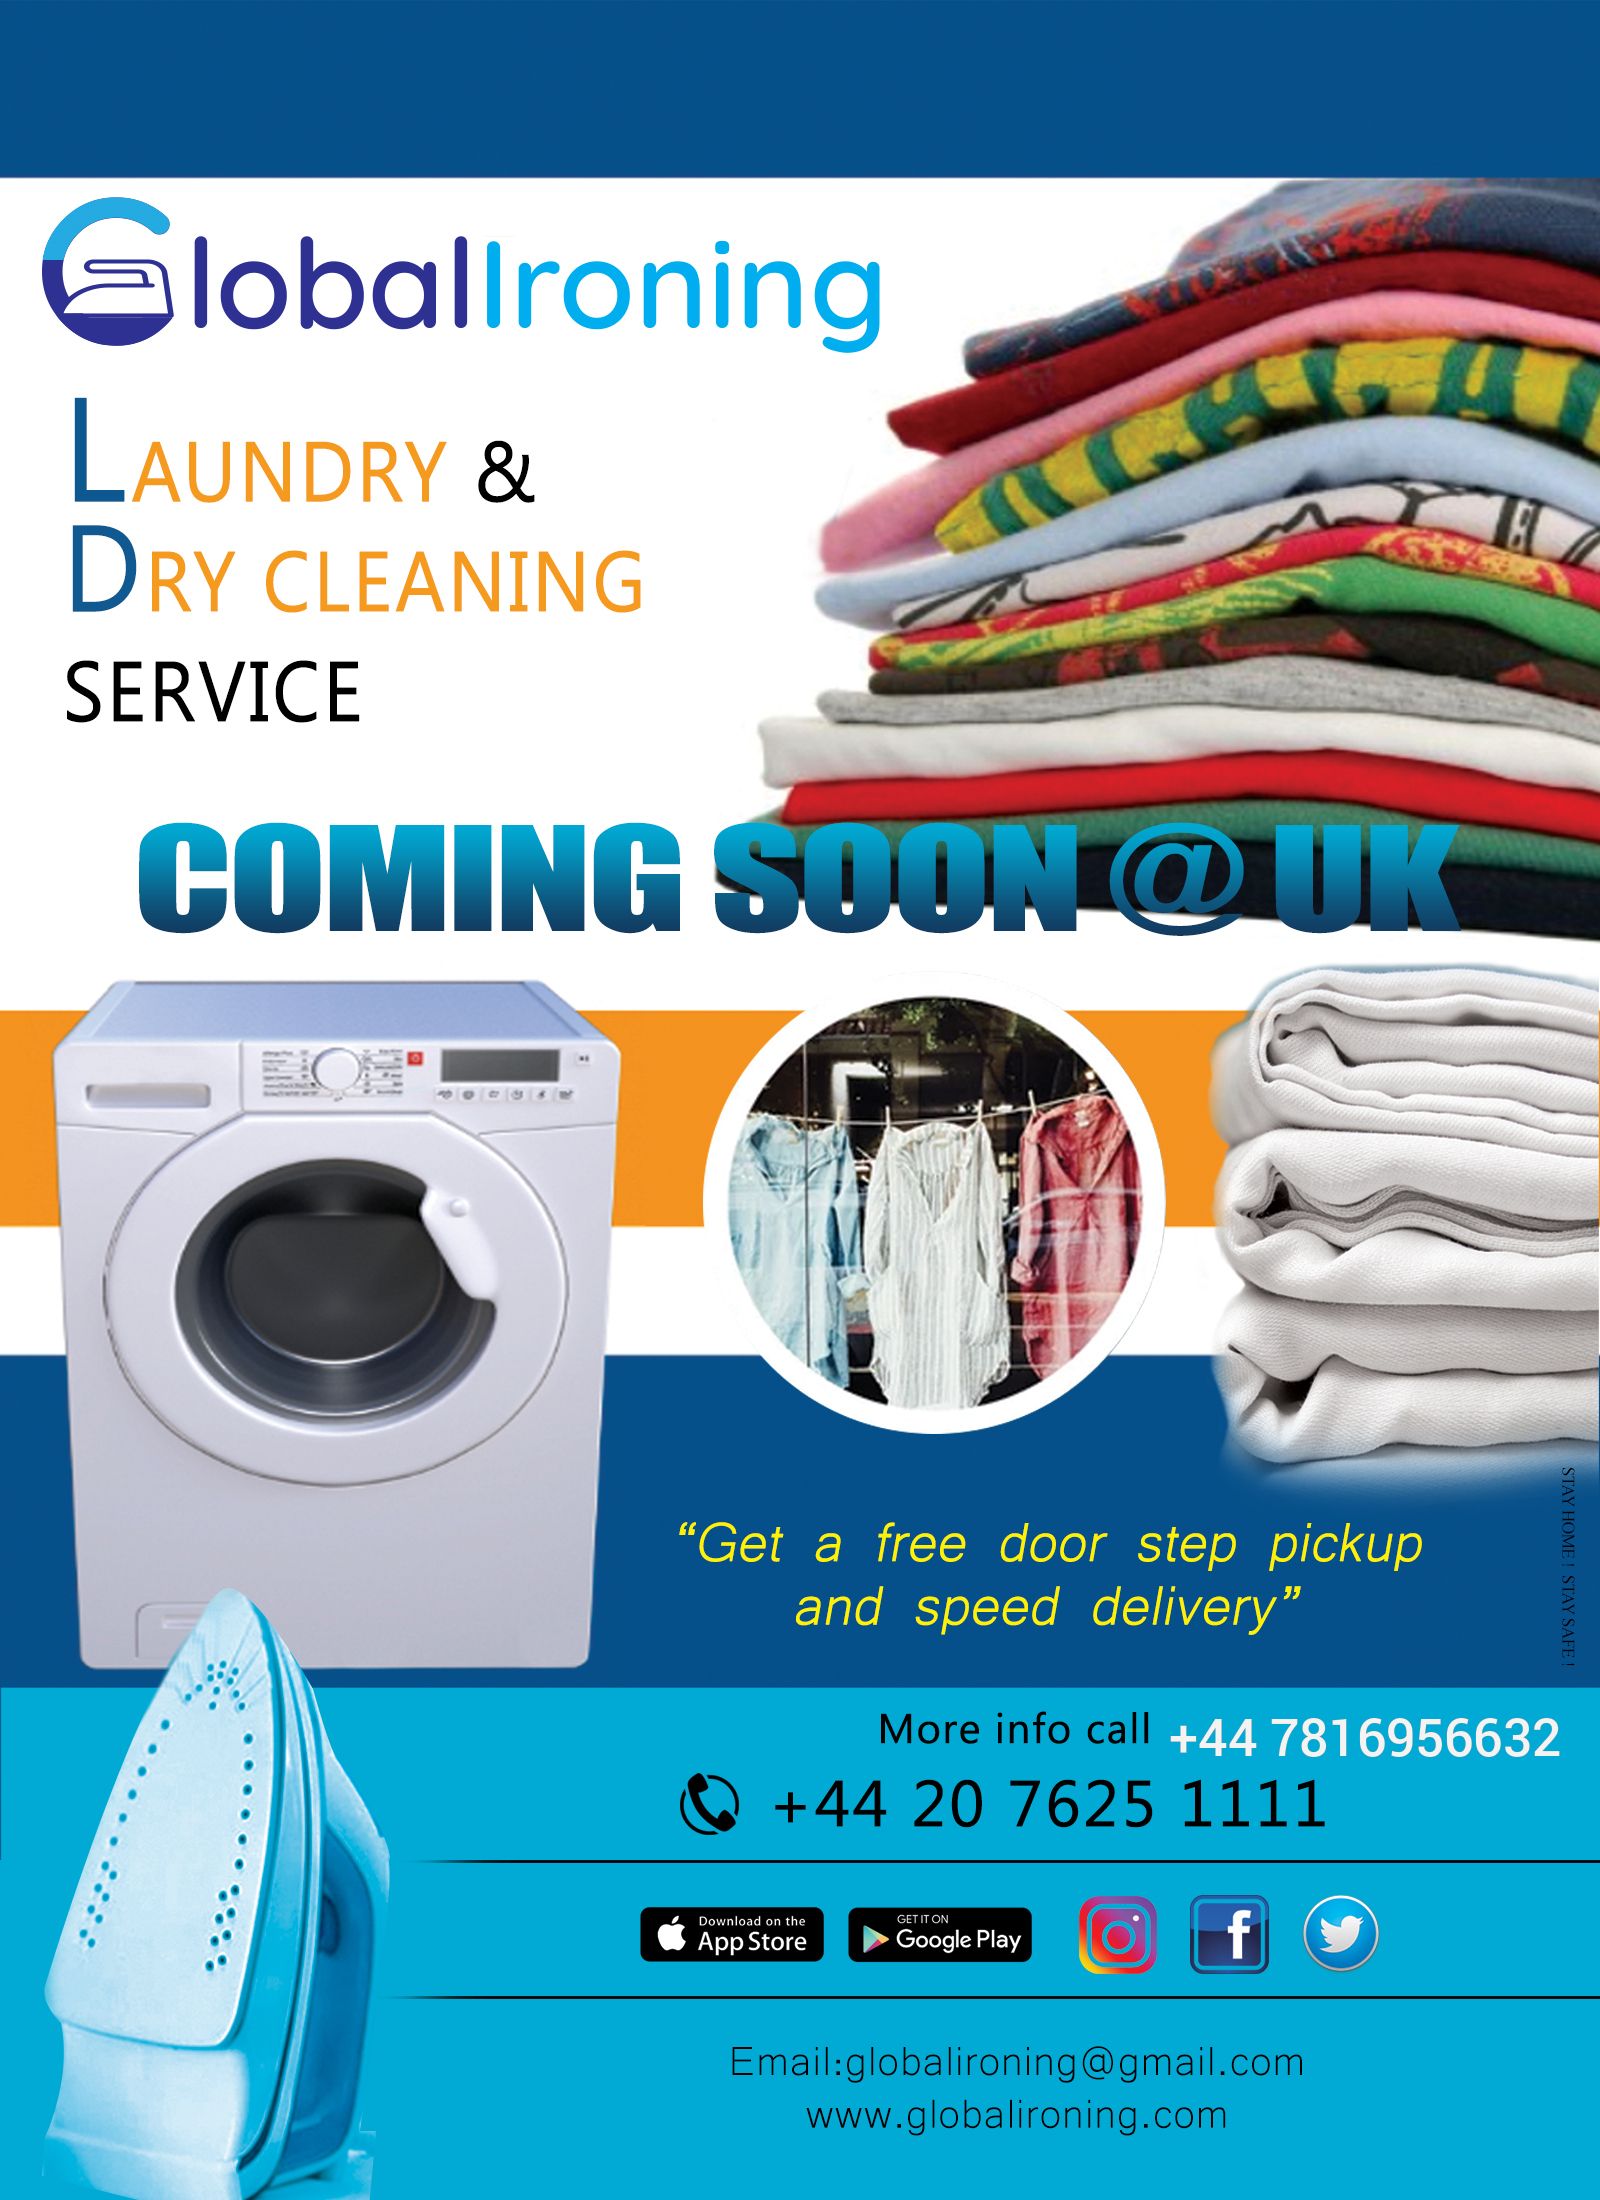 GlobalIroning
LAUNDRY &
DRY CLEANING
SERVICE
COMING SOON @ UK
“Get a free door step pickup
and speed delivery”
STAY HOME ! STAY SAFE !
More info call +44 7816956632
+44 20 7625 1111
Download on the
App Store
GET IT ON
Google Play
Email:globalironing@gmail.com
www.globalironing.com